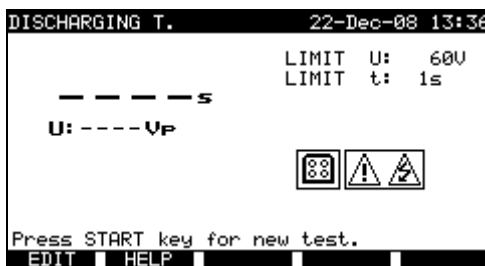 DISCHARGING T. 22-Dec-08 13:36
LIMIT U: 60V
LIMIT t: 1s
----s
U:----Vp
Press START key for new test.
EDIT HELP